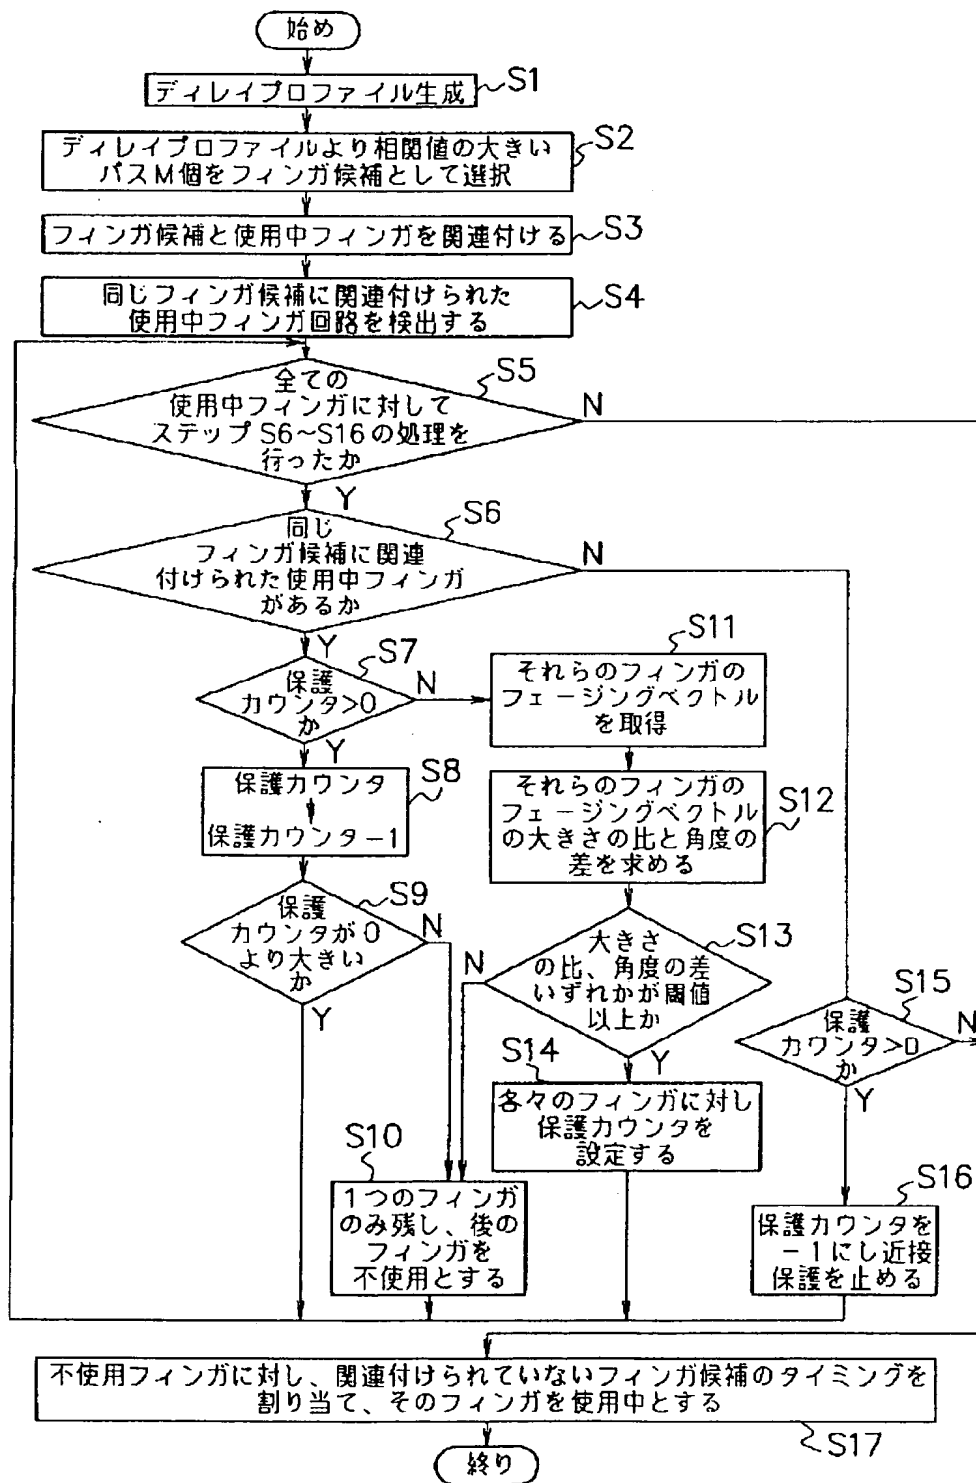 始め
ディレイプロファイル生成
S1
ディレイプロファイルより相関値の大きい
パスM個をフィンガ候補として選択
S2
フィンガ候補と使用中フィンガを関連付ける
S3
同じフィンガ候補に関連付けられた
使用中フィンガ回路を検出する
S4
全ての
使用中フィンガに対して
ステップS6~S16の処理を
行ったか
S5
N
Y
同じ
フィンガ候補に関連
付けられた使用中フィンガ
があるか
S6
N
Y
保護
カウンタ>0
か
S7
N
Y
それらのフィンガの
フェージングベクトル
を取得
S11
保護カウンタ
保護カウンター1
S8
それらのフィンガの
フェージングベクトル
の大きさの比と角度の
差を求める
S12
保護
カウンタが0
より大きい
か
S9
N
Y
大きさ
の比、角度の差
いずれかが閾値
以上か
S13
N
Y
保護
カウンタ>0
か
S15
N
Y
各々のフィンガに対し
保護カウンタを
設定する
S14
1つのフィンガ
のみ残し、後の
フィンガを
不使用とする
S10
保護カウンタを
-1にし近接
保護を止める
S16
不使用フィンガに対し、関連付けられていないフィンガ候補のタイミングを
割り当て、そのフィンガを使用中とする
S17
終り